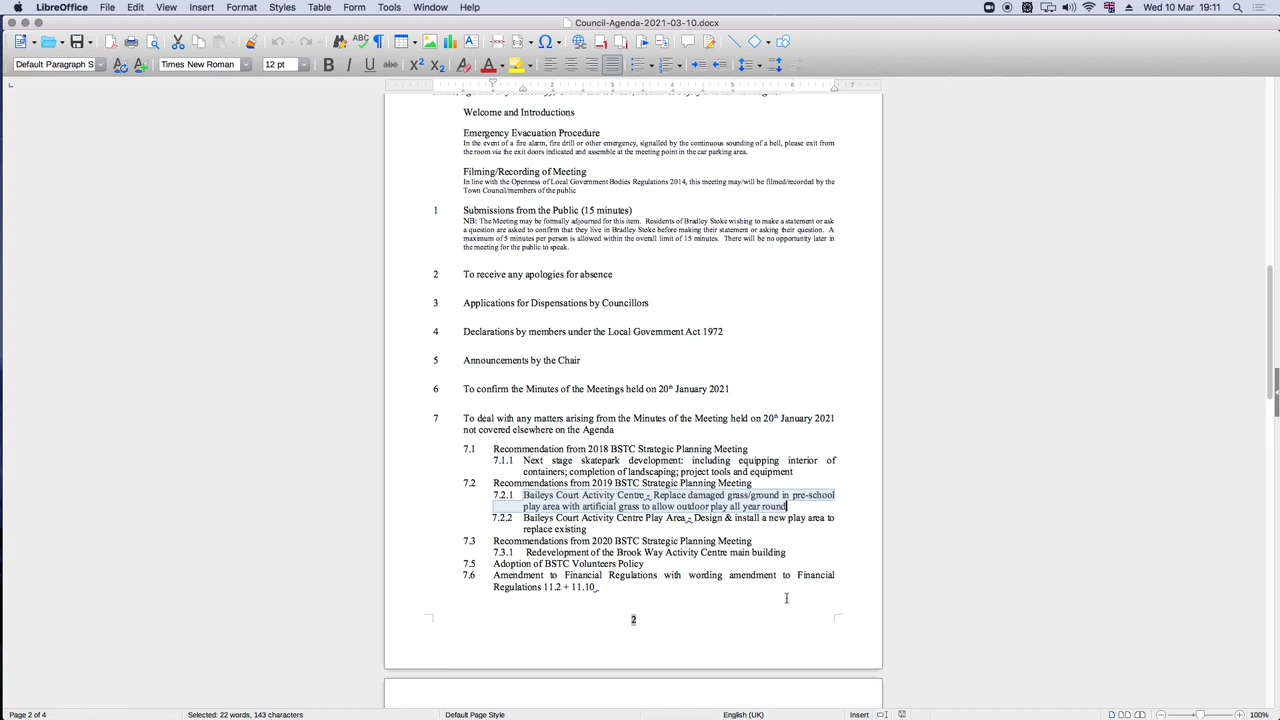 LibreOffice File Edit View Insert Format Styles Table Form Tools Window Help Wed 10 Mar 19:11
Council-Agenda-2021-03-10.docx
Default Paragraph S Times New Roman 12 pt
1 2 3 4 5 6 7
Welcome and Introductions
Emergency Evacuation Procedure
In the event of a fire alarm, fire drill or other emergency, signalled by the continuous sounding of a bell, please exit from
the room via the exit doors indicated and assemble at the meeting point in the car parking area.
Filming/Recording of Meeting
In line with the Openness of Local Government Bodies Regulations 2014, this meeting may/will be filmed/recorded by the
Town Council/members of the public
1 Submissions from the Public (15 minutes)
NB: The Meeting may be formally adjourned for this item. Residents of Bradley Stoke wishing to make a statement or ask
a question are asked to confirm that they live in Bradley Stoke before making their statement or asking their question. A
maximum of 5 minutes per person is allowed within the overall limit of 15 minutes. There will be no opportunity later in
the meeting for the public to speak.
2 To receive any apologies for absence
3 Applications for Dispensations by Councillors
4 Declarations by members under the Local Government Act 1972
5 Announcements by the Chair
6 To confirm the Minutes of the Meetings held on 20th January 2021
7 To deal with any matters arising from the Minutes of the Meeting held on 20th January 2021
not covered elsewhere on the Agenda
7.1 Recommendation from 2018 BSTC Strategic Planning Meeting
7.1.1 Next stage skatepark development: including equipping interior of
containers; completion of landscaping; project tools and equipment
7.2 Recommendations from 2019 BSTC Strategic Planning Meeting
7.2.1 Baileys Court Activity Centre - Replace damaged grass/ground in pre-school
play area with artificial grass to allow outdoor play all year round
7.2.2 Baileys Court Activity Centre Play Area - Design & install a new play area to
replace existing
7.3 Recommendations from 2020 BSTC Strategic Planning Meeting
7.3.1 Redevelopment of the Brook Way Activity Centre main building
7.5 Adoption of BSTC Volunteers Policy
7.6 Amendment to Financial Regulations with wording amendment to Financial
Regulations 11.2 + 11.10
2
Page 2 of 4 Selected: 22 words, 143 characters Default Page Style English (UK) Insert 100%